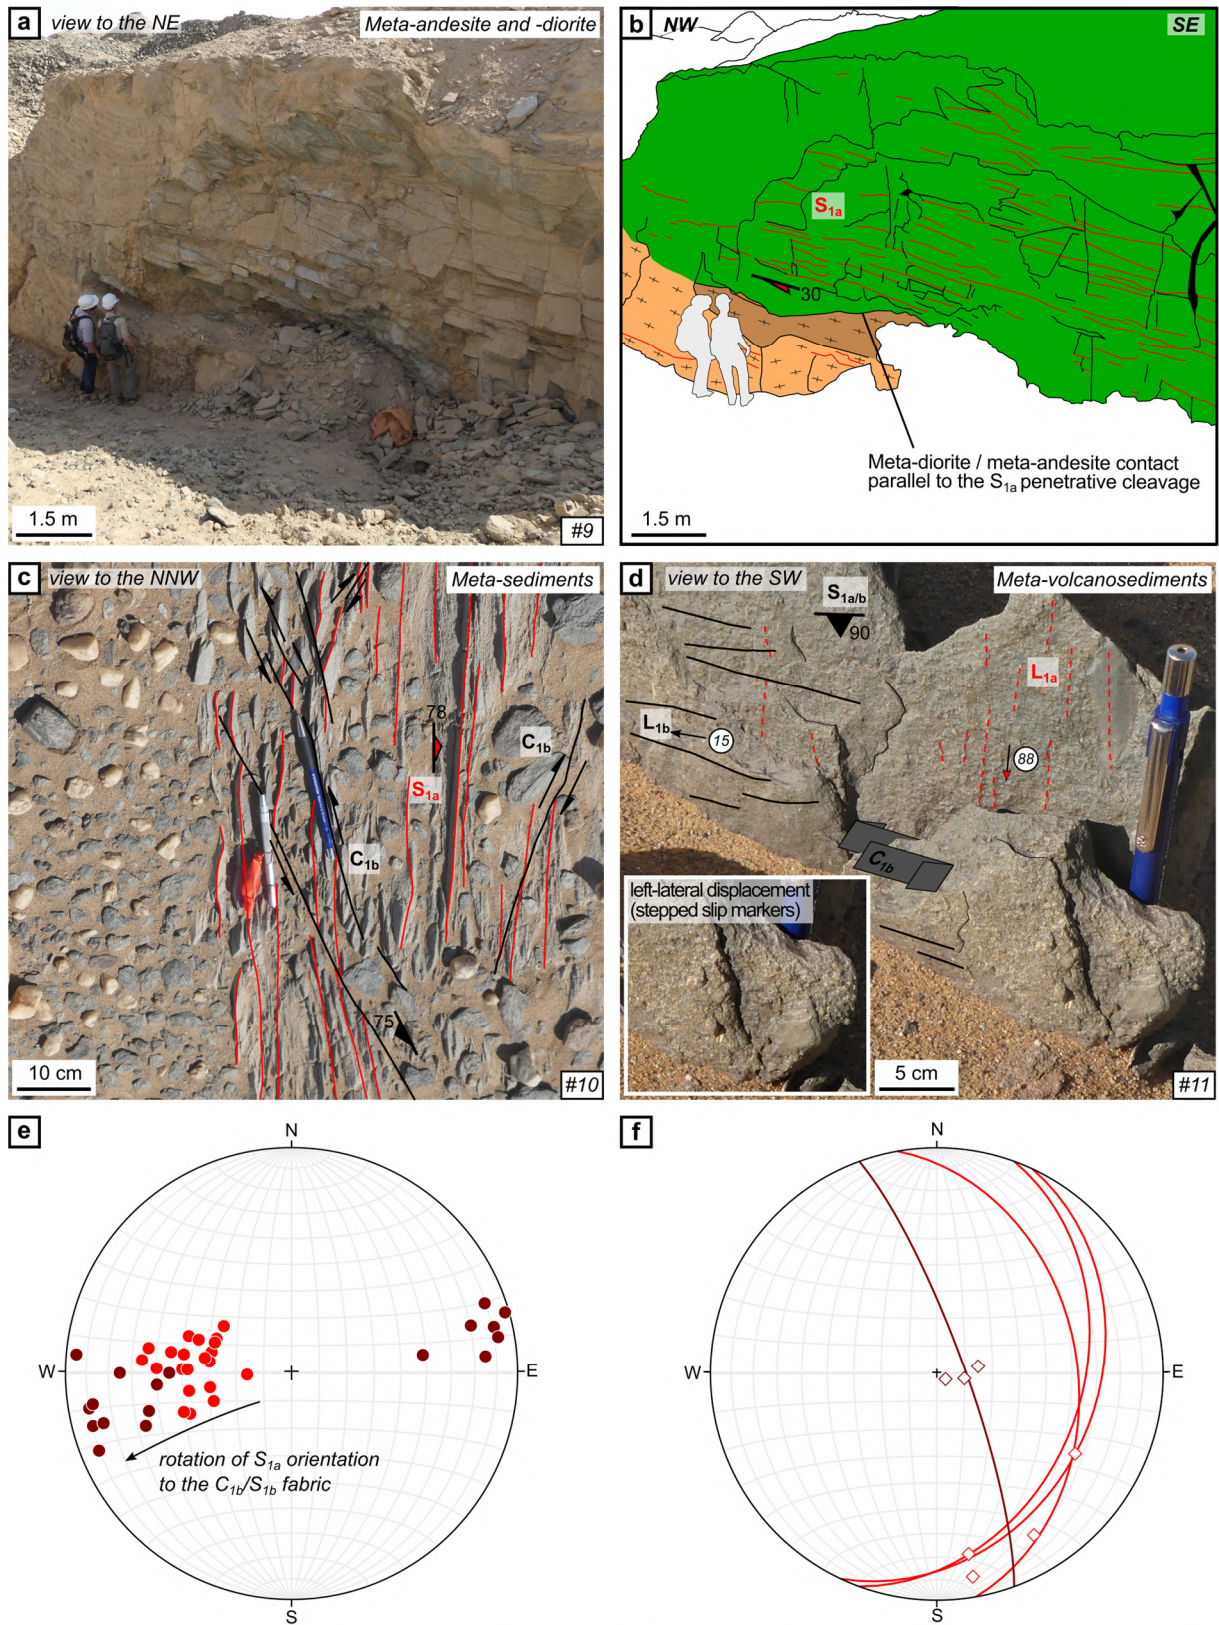 a view to the NE Meta-andesite and -diorite
1.5 m
#9
b NW SE
S1a
30
Meta-diorite / meta-andesite contact
parallel to the S1a penetrative cleavage
1.5 m
c view to the NNW Meta-sediments
78
C1b
S1a
C1b
75
10 cm
#10
d view to the SW Meta-volcanosediments
S1a/b
90
L1a
L1b
15
88
C1b
left-lateral displacement
(stepped slip markers)
5 cm
#11
e
N
W
E
rotation of S1a orientation
to the C1b/S1b fabric
S
f
N
W
E
S